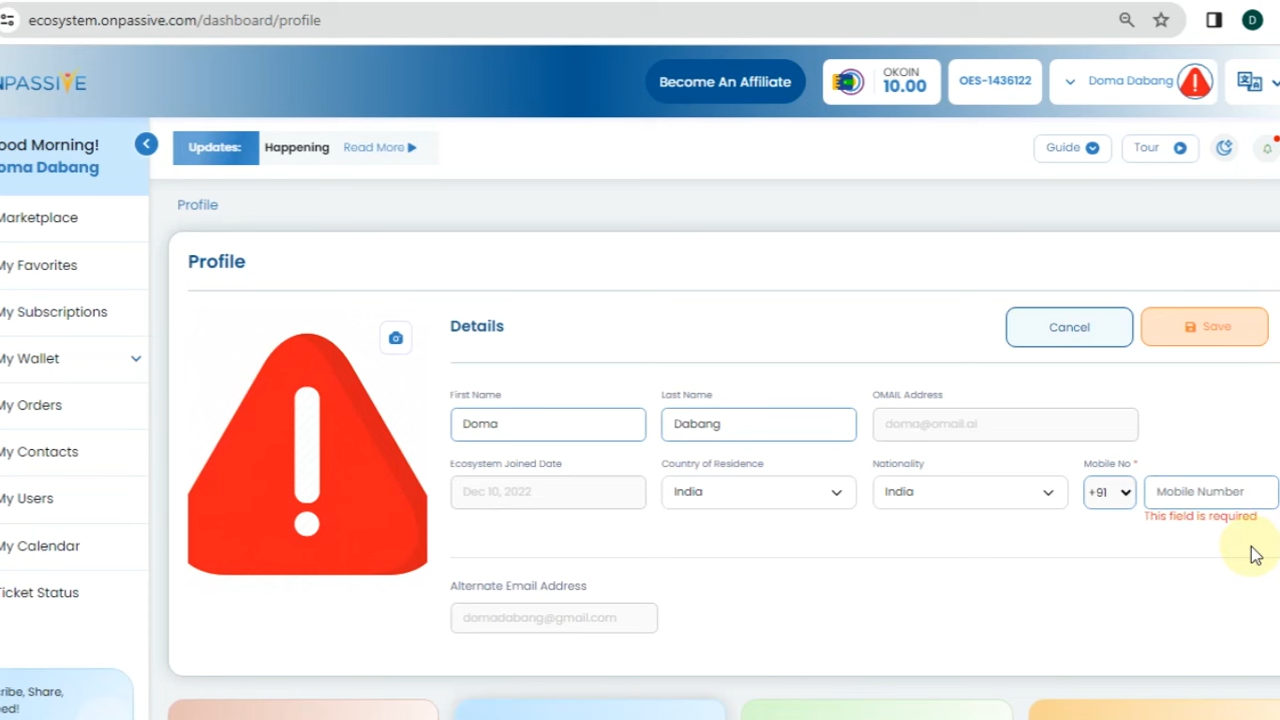 ecosystem.onpassive.com/dashboard/profile
D
NPASSIVE
Become An Affiliate
OKOIN
10.00
OES-1436122
Doma Dabang
ood Morning!
oma Dabang
Updates:
Happening
Read More
Guide
Tour
Marketplace
My Favorites
My Subscriptions
My Wallet
My Orders
My Contacts
My Users
My Calendar
Ticket Status
ribe, Share,
eed!
Profile
Profile
Details
Cancel
Save
First Name
Last Name
OMAIL Address
Doma
Dabang
doma@omail.ai
Ecosystem Joined Date
Country of Residence
Nationality
Mobile No *
Dec 10, 2022
India
India
+91
Mobile Number
This field is required
Alternate Email Address
domadabang@gmail.com